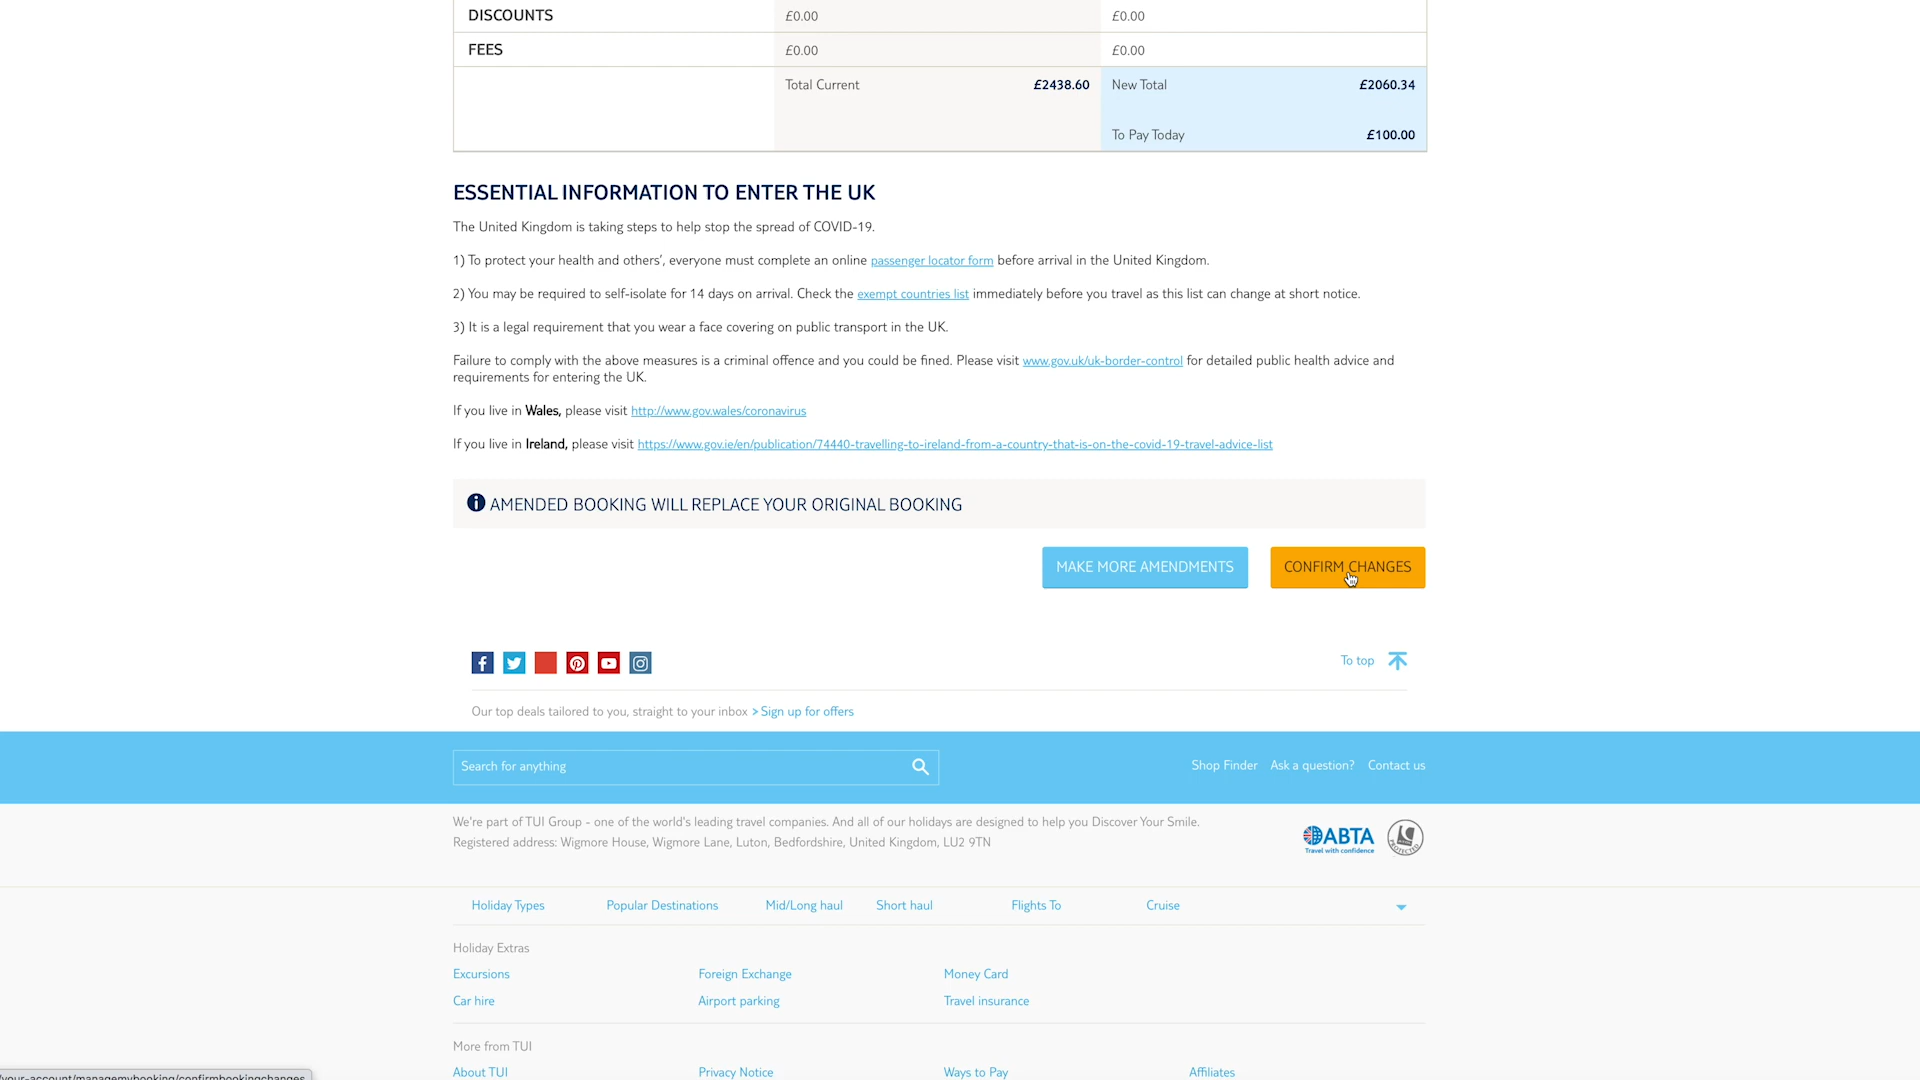 DISCOUNTS £0.00 £0.00
FEES £0.00 £0.00
Total Current £2438.60 New Total £2060.34
To Pay Today £100.00
ESSENTIAL INFORMATION TO ENTER THE UK
The United Kingdom is taking steps to help stop the spread of COVID-19.
1) To protect your health and others', everyone must complete an online passenger locator form before arrival in the United Kingdom.
2) You may be required to self-isolate for 14 days on arrival. Check the exempt countries list immediately before you travel as this list can change at short notice.
3) It is a legal requirement that you wear a face covering on public transport in the UK.
Failure to comply with the above measures is a criminal offence and you could be fined. Please visit www.gov.uk/uk-border-control for detailed public health advice and
requirements for entering the UK.
If you live in Wales, please visit http://www.gov.wales/coronavirus
If you live in Ireland, please visit https://www.gov.ie/en/publication/74440-travelling-to-ireland-from-a-country-that-is-on-the-covid-19-travel-advice-list
AMENDED BOOKING WILL REPLACE YOUR ORIGINAL BOOKING
MAKE MORE AMENDMENTS CONFIRM CHANGES
To top
Our top deals tailored to you, straight to your inbox > Sign up for offers
Search for anything Shop Finder Ask a question? Contact us
We're part of TUI Group - one of the world's leading travel companies. And all of our holidays are designed to help you Discover Your Smile.
Registered address: Wigmore House, Wigmore Lane, Luton, Bedfordshire, United Kingdom, LU2 9TN
ABTA
Travel with confidence
PROTECTED
Holiday Types Popular Destinations Mid/Long haul Short haul Flights To Cruise
Holiday Extras
Excursions Foreign Exchange Money Card
Car hire Airport parking Travel insurance
More from TUI
About TUI Privacy Notice Ways to Pay Affiliates
/your-account/managemybooking/confirmbookingchanges